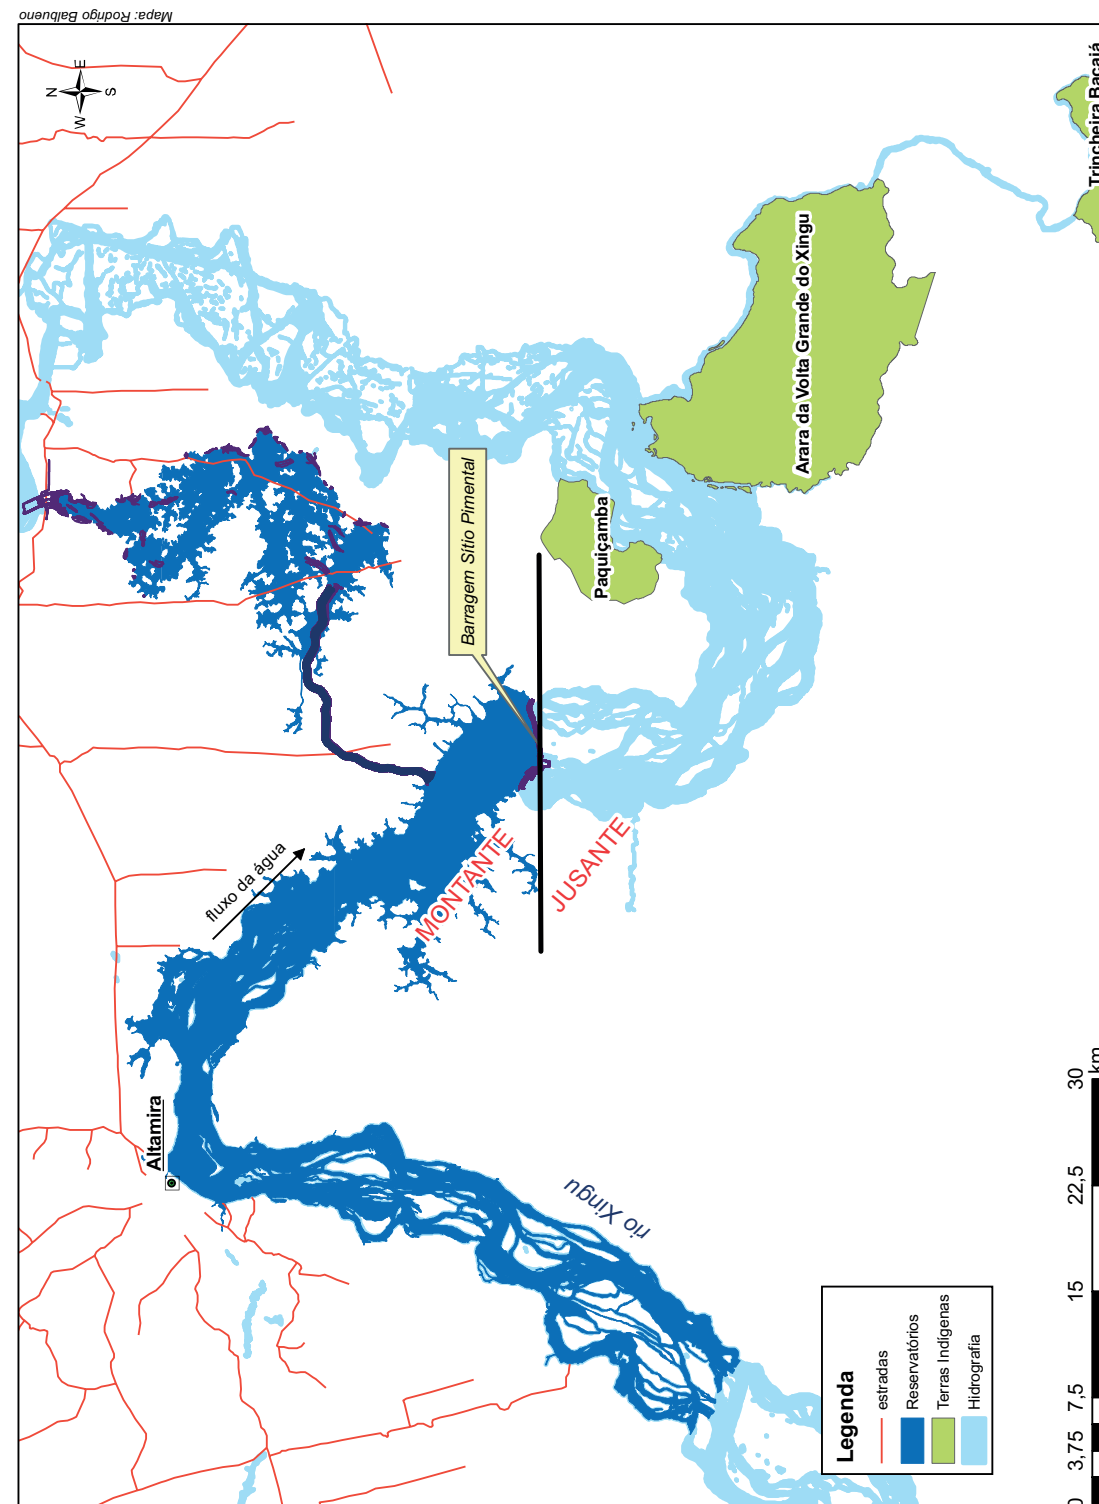 Mapa: Rodrigo Balbueno
N
E
S
W
Trincheira Bacajá
Arara da Volta Grande do Xingu
Paquiçamba
Barragem Sítio Pimental
fluxo da água
MONTANTE
JUSANTE
Altamira
rio Xingu
Legenda
estradas
Reservatórios
Terras Indígenas
Hidrografia
0 3,75 7,5 15 22,5 30
km